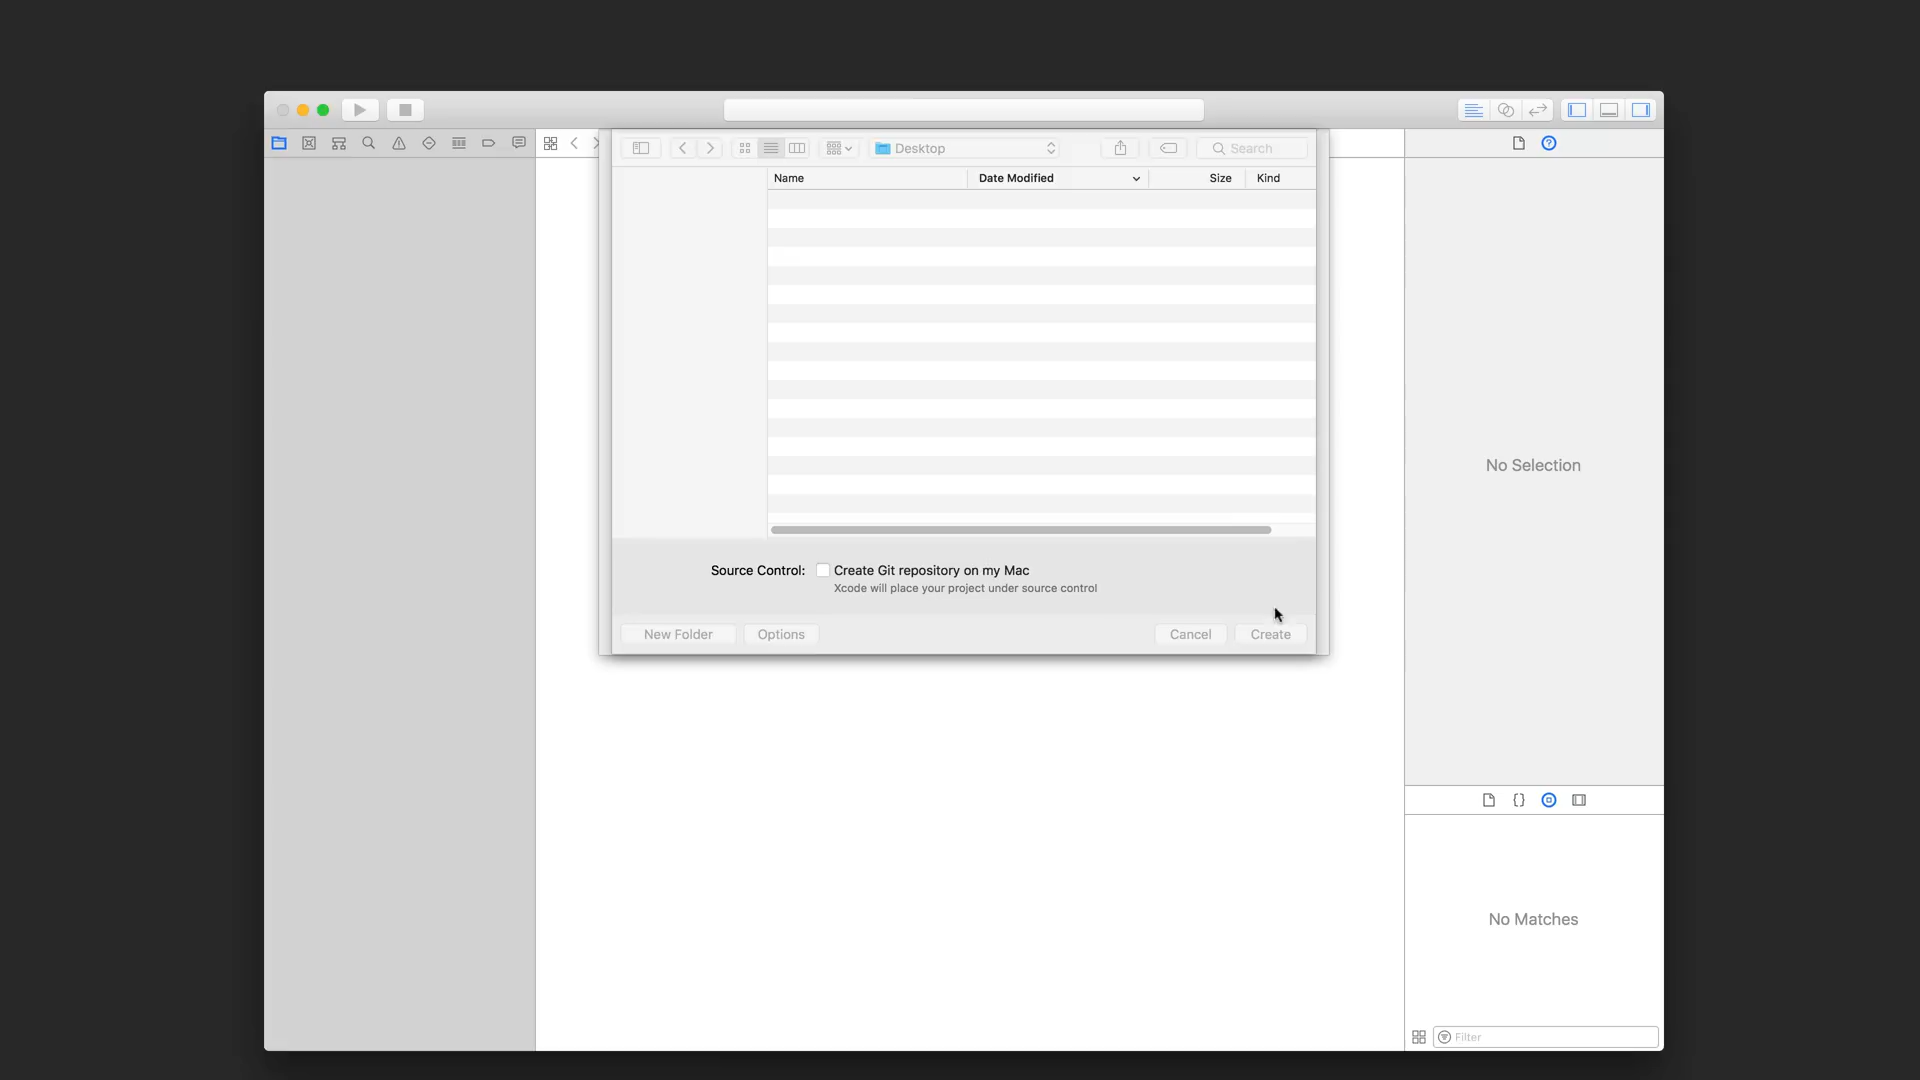 Desktop
Search
Name
Date Modified
Size
Kind
No Selection
Source Control:
Create Git repository on my Mac
Xcode will place your project under source control
New Folder
Options
Cancel
Create
No Matches
Filter